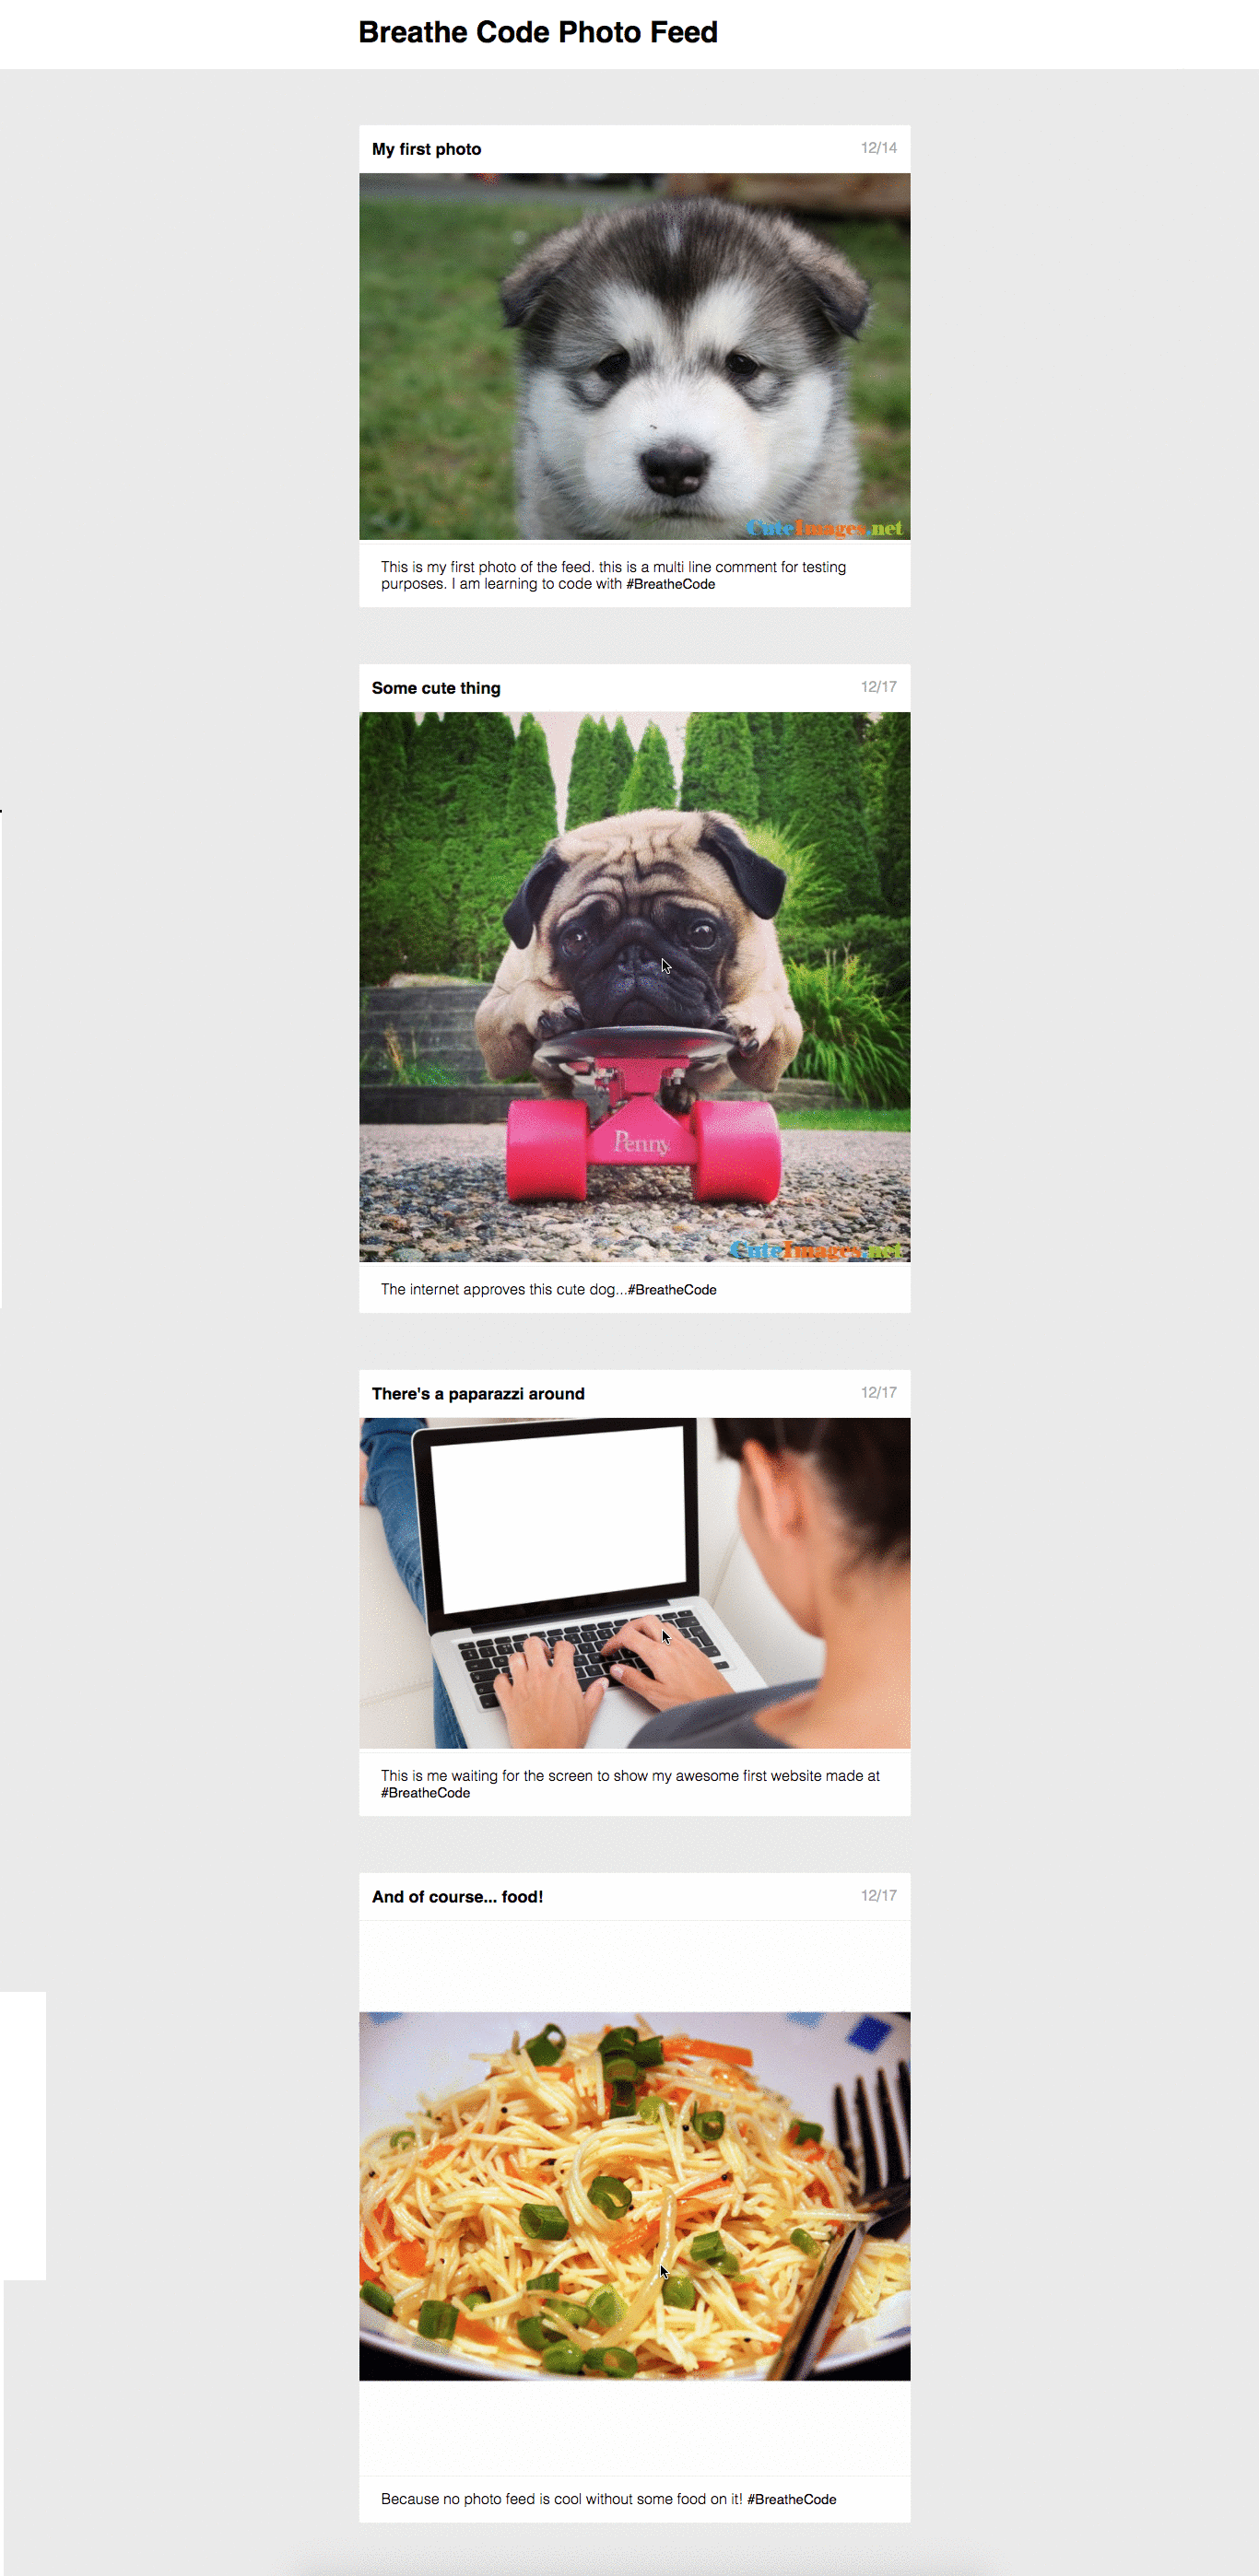 Breathe Code Photo Feed
My first photo 12/14
CuteImages.net
This is my first photo of the feed. this is a multi line comment for testing
purposes. I am learning to code with #BreatheCode
Some cute thing 12/17
Penny
CuteImages.net
The internet approves this cute dog...#BreatheCode
There's a paparazzi around 12/17
This is me waiting for the screen to show my awesome first website made at
#BreatheCode
And of course... food! 12/17
Because no photo feed is cool without some food on it! #BreatheCode